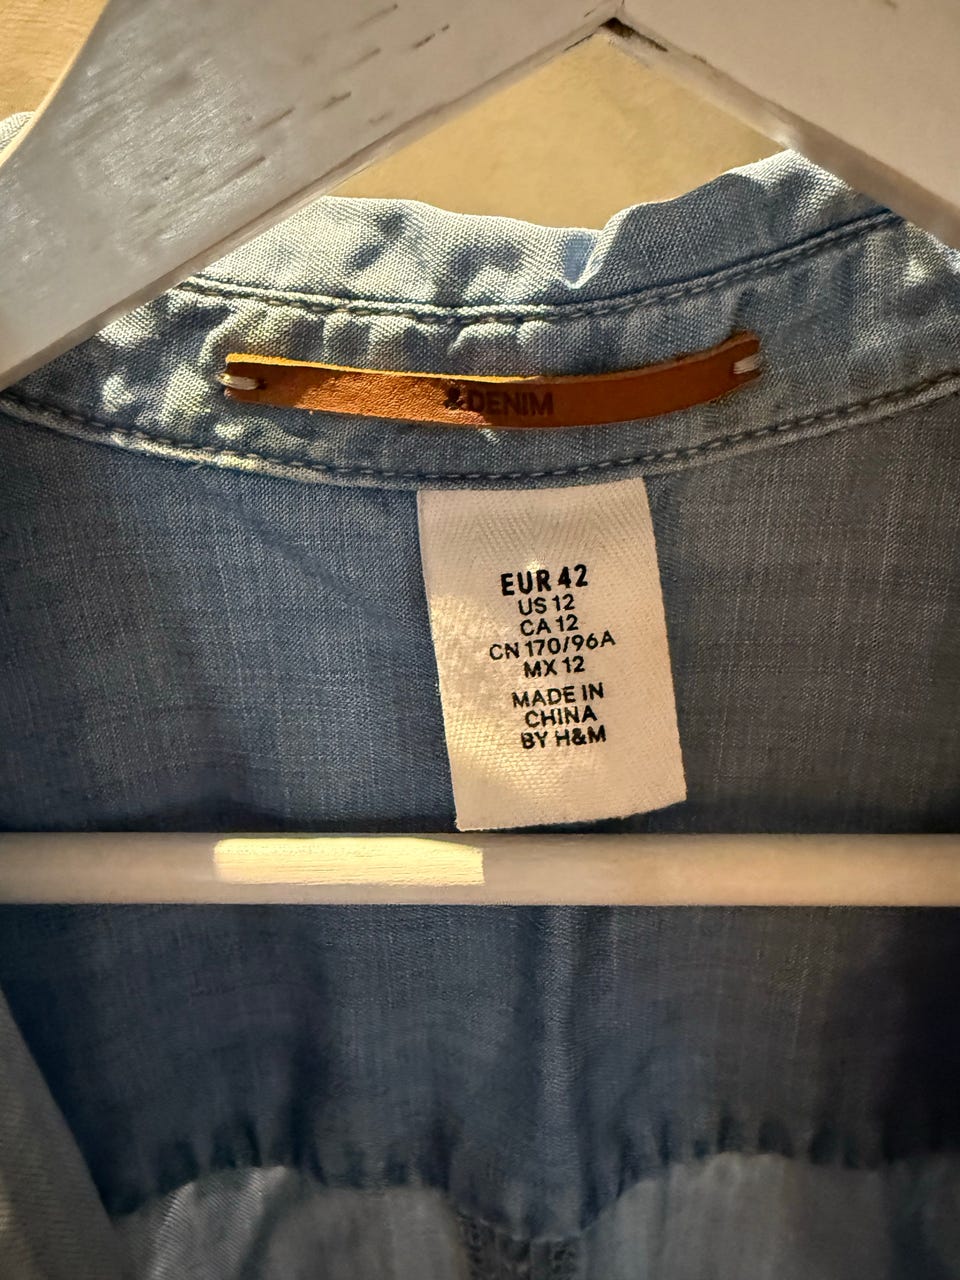 &DENIM
EUR 42
US 12
CA 12
CN 170/96A
MX 12
MADE IN
CHINA
BY H&M